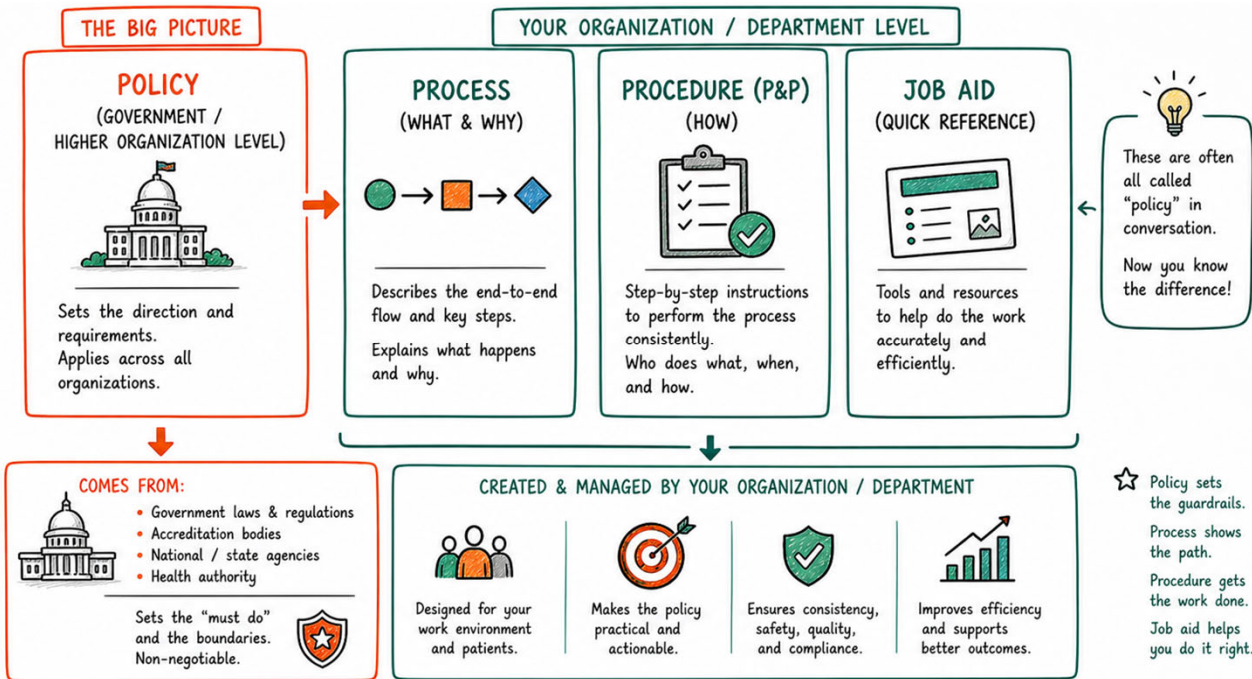 THE BIG PICTURE
YOUR ORGANIZATION / DEPARTMENT LEVEL
POLICY
(GOVERNMENT /
HIGHER ORGANIZATION LEVEL)
Sets the direction and
requirements.
Applies across all
organizations.
PROCESS
(WHAT & WHY)
Describes the end-to-end
flow and key steps.
Explains what happens
and why.
PROCEDURE (P&P)
(HOW)
Step-by-step instructions
to perform the process
consistently.
Who does what, when,
and how.
JOB AID
(QUICK REFERENCE)
Tools and resources
to help do the work
accurately and
efficiently.
These are often
all called
"policy" in
conversation.
Now you know
the difference!
COMES FROM:
• Government laws & regulations
• Accreditation bodies
• National / state agencies
• Health authority
Sets the "must do"
and the boundaries.
Non-negotiable.
CREATED & MANAGED BY YOUR ORGANIZATION / DEPARTMENT
Designed for your
work environment
and patients.
Makes the policy
practical and
actionable.
Ensures consistency,
safety, quality,
and compliance.
Improves efficiency
and supports
better outcomes.
Policy sets
the guardrails.
Process shows
the path.
Procedure gets
the work done.
Job aid helps
you do it right.